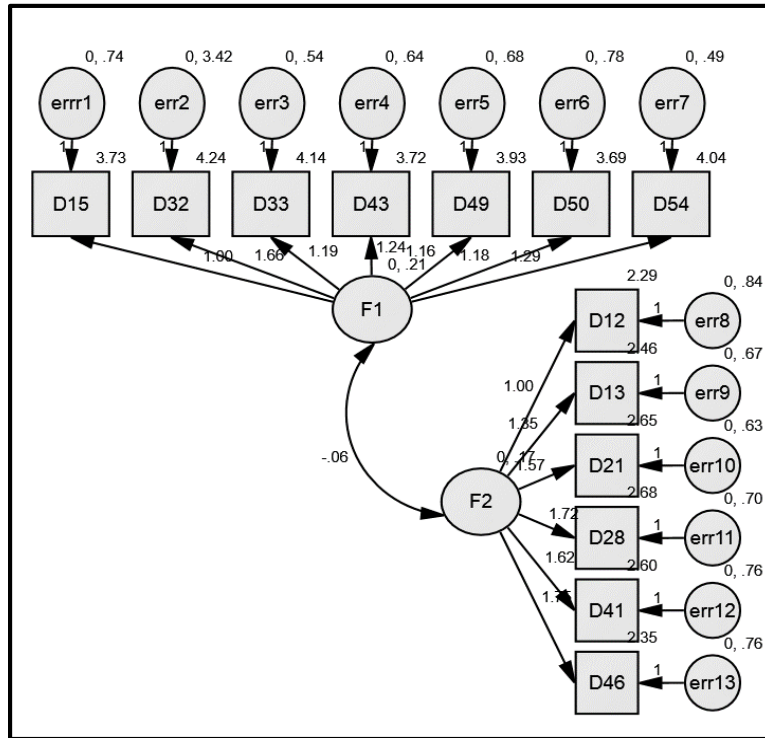 0, .74 0, 3.42 0, .54 0, .64 0, .68 0, .78 0, .49
errr1 err2 err3 err4 err5 err6 err7
1 1 1 1 1 1 1
3.73 4.24 4.14 3.72 3.93 3.69 4.04
D15 D32 D33 D43 D49 D50 D54
1.00 1.66 1.19 1.24 1.16 1.18 1.29
0, .21
F1
2.29 0, .84
D12 1 err8
2.46 0, .67
1.00 D13 1 err9
1.35 2.65 0, .63
-.06 0, .17 1.57 D21 1 err10
F2 2.68 0, .70
1.72 D28 1 err11
1.62 2.60 0, .76
1.75 D41 1 err12
2.35 0, .76
D46 1 err13